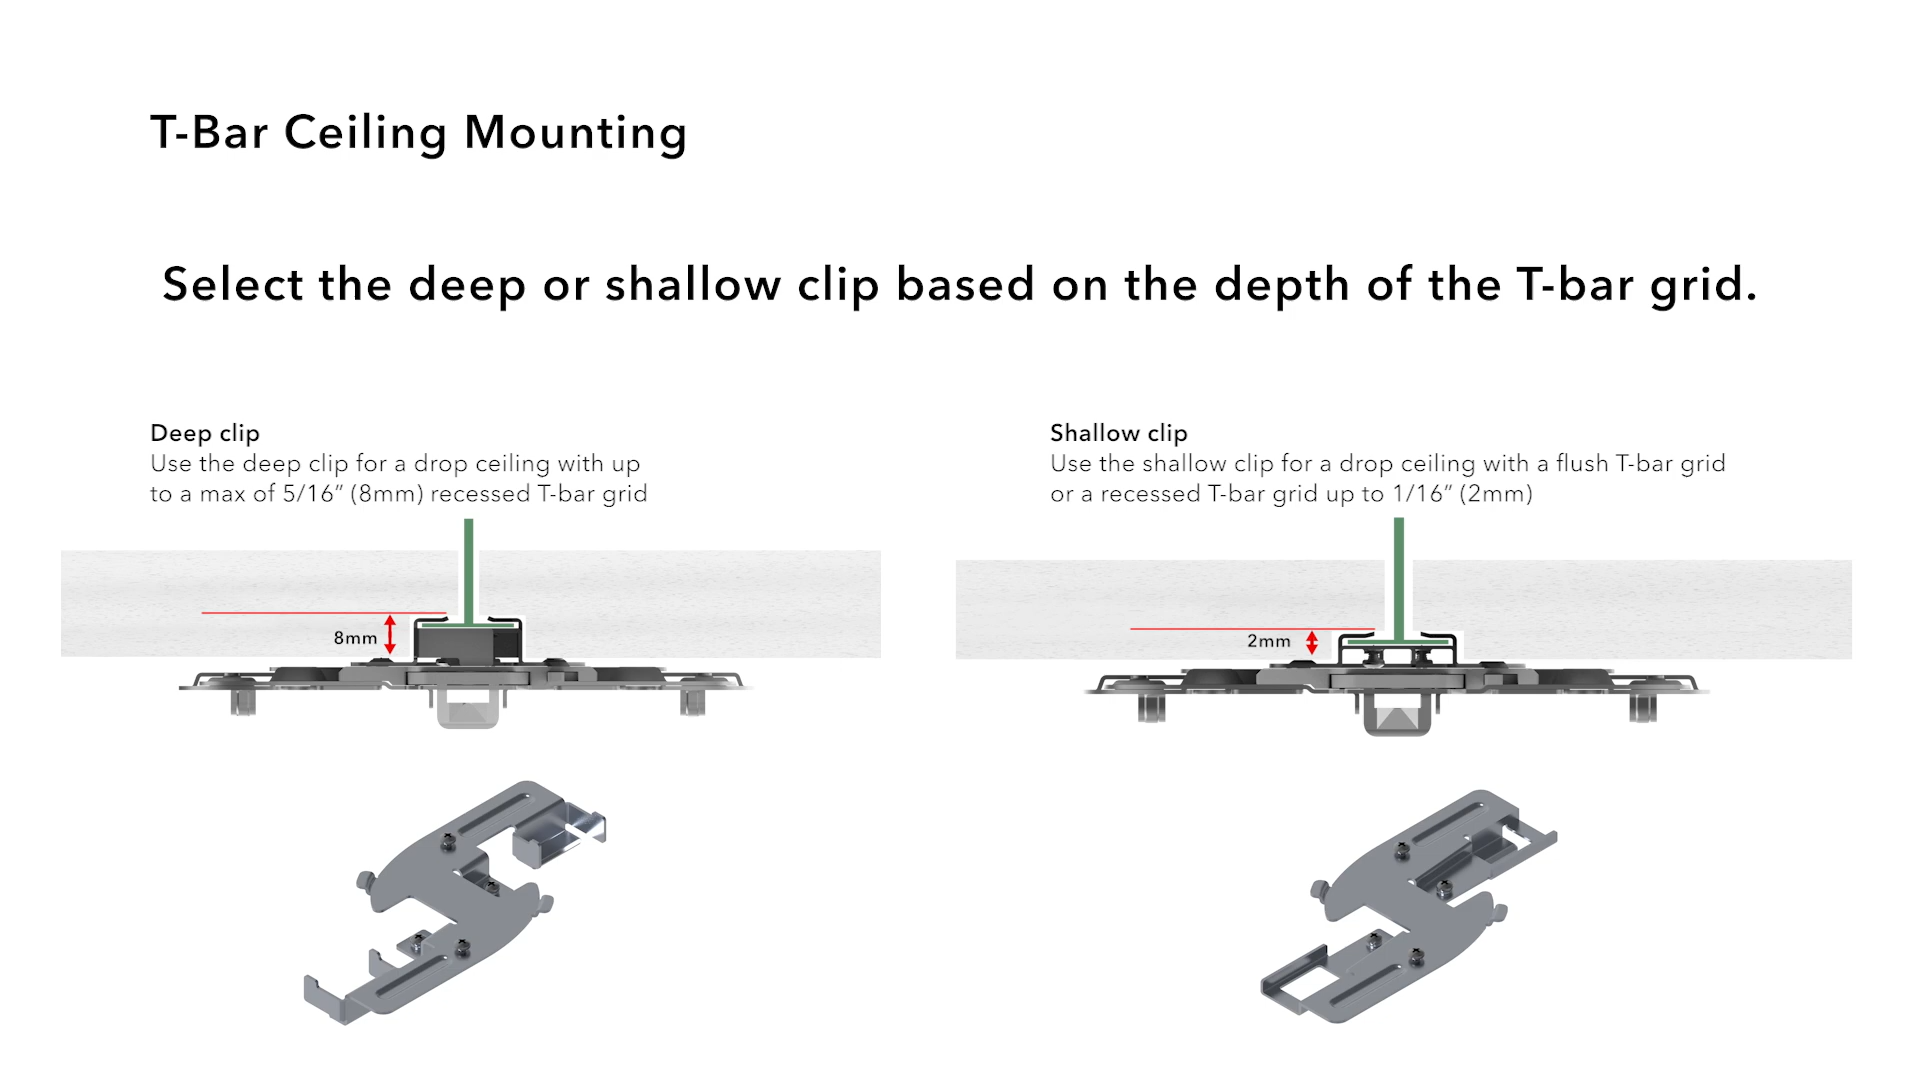 T-Bar Ceiling Mounting
Select the deep or shallow clip based on the depth of the T-bar grid.
Deep clip
Use the deep clip for a drop ceiling with up
to a max of 5/16” (8mm) recessed T-bar grid
8mm
Shallow clip
Use the shallow clip for a drop ceiling with a flush T-bar grid
or a recessed T-bar grid up to 1/16” (2mm)
2mm